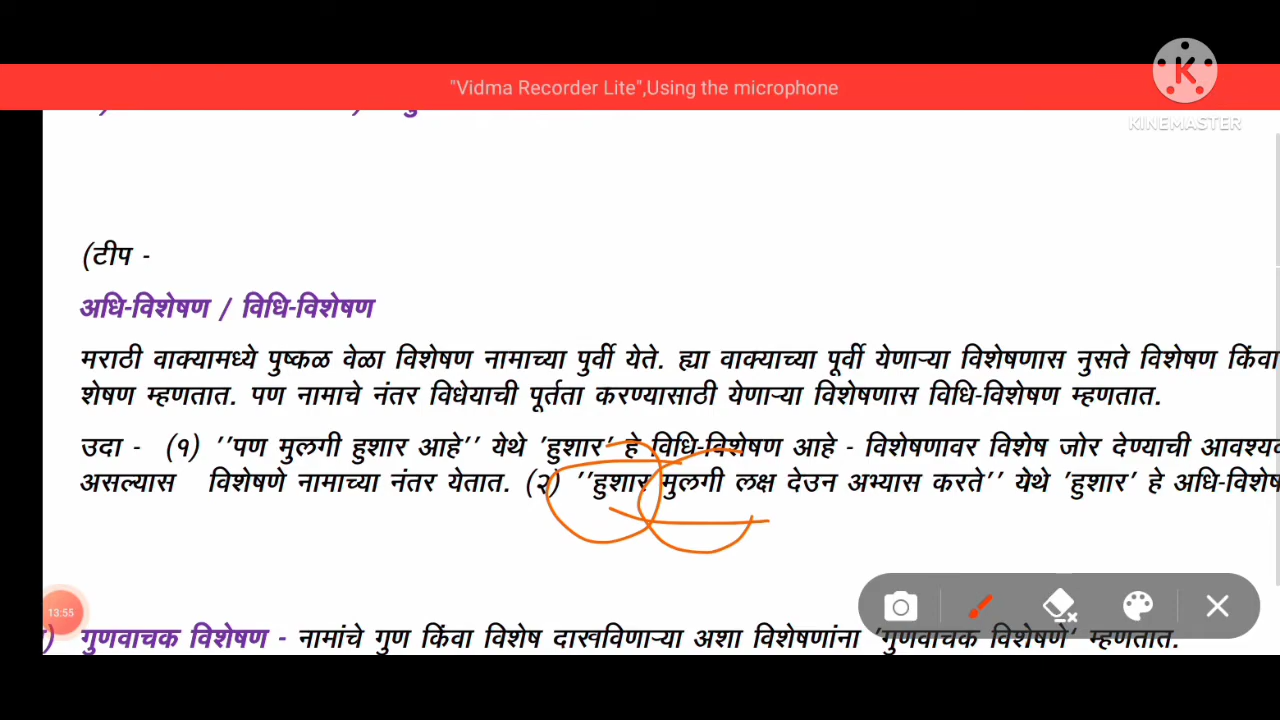 "Vidma Recorder Lite",Using the microphone
K
KINEMASTER
(टीप -
अधि-विशेषण / विधि-विशेषण
मराठी वाक्यामध्ये पुष्कळ वेळा विशेषण नामाच्या पुर्वी येते. ह्या वाक्याच्या पूर्वी येणाऱ्या विशेषणास नुसते विशेषण किंवा
शेषण म्हणतात. पण नामाचे नंतर विधेयाची पूर्तता करण्यासाठी येणाऱ्या विशेषणास विधि-विशेषण म्हणतात.
उदा - (१) ''पण मुलगी हुशार आहे'' येथे 'हुशार' हे विधि-विशेषण आहे - विशेषणावर विशेष जोर देण्याची
असल्यास विशेषणे नामाच्या नंतर येतात. (२) ''हुशार मुलगी लक्ष देउन अभ्यास करते'' येथे 'हुशार' हे
13:55
गुणवाचक विशेषण - नामांचे गुण किंवा विशेष दाखविणाऱ्या अशा विशेषणांना 'गुणवाचक विशेषणे' म्हणतात.